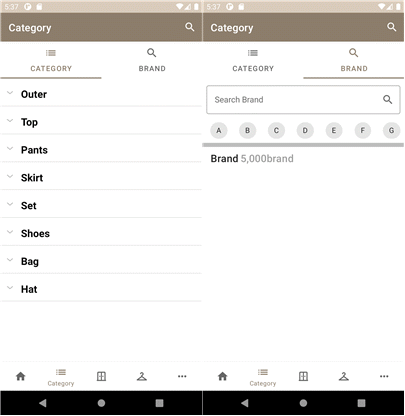 5:37
Category
CATEGORY
BRAND
Outer
Top
Pants
Skirt
Set
Shoes
Bag
Hat
Category
5:37
Category
CATEGORY
BRAND
Search Brand
A B C D E F G
Brand 5,000brand
Category